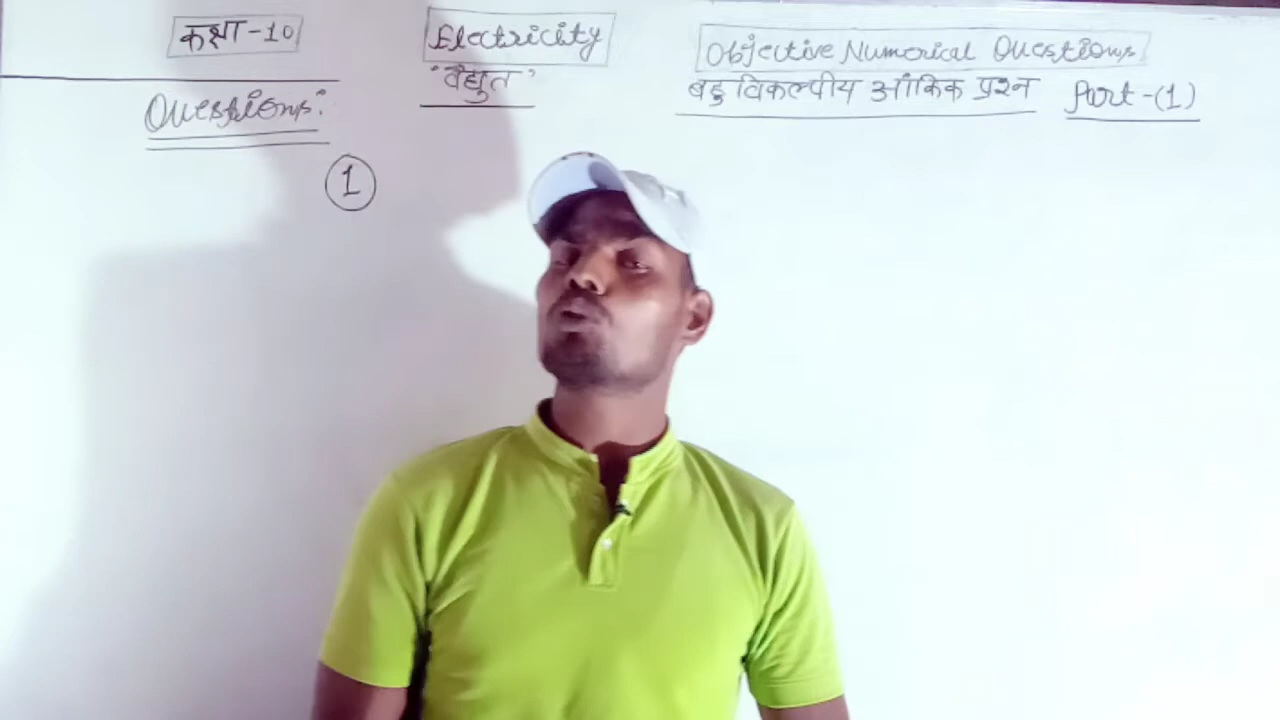 कक्षा-10
Electricity
"वैद्युत"
Objective Numerical Questions
बहु विकल्पीय आंकिक प्रश्न Part-(1)
Questions:
1